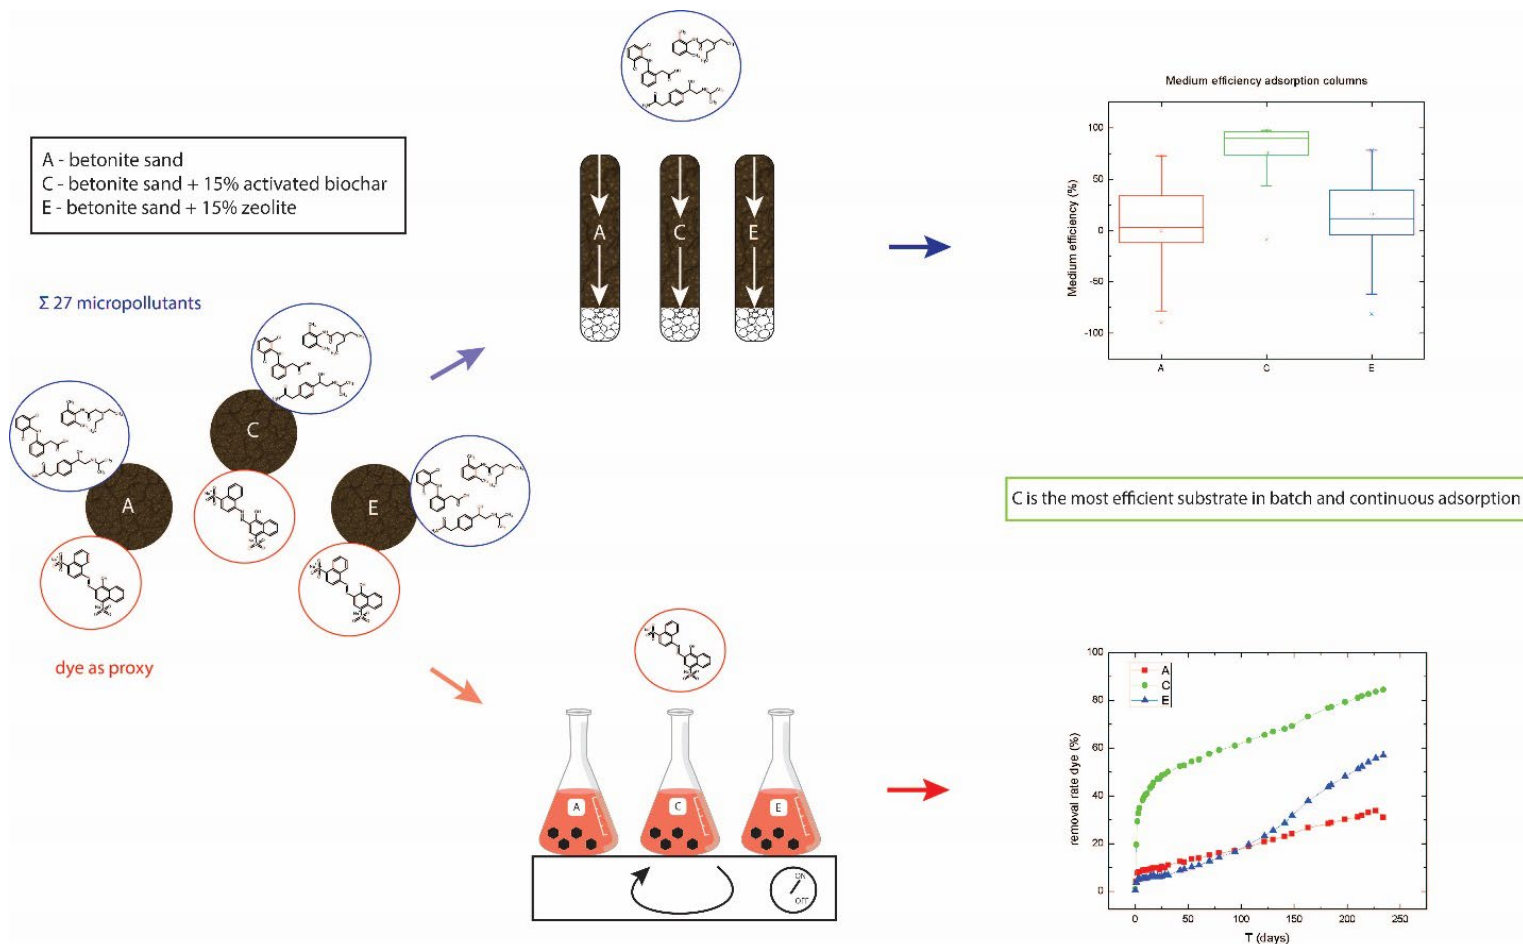 A - betonite sand
C - betonite sand + 15% activated biochar
E - betonite sand + 15% zeolite
Σ 27 micropollutants
A
C
E
dye as proxy
A
C
E
A
C
E
ON
OFF
Medium efficiency adsorption columns
Medium efficiency (%)
100
50
0
-50
-100
A
C
E
C is the most efficient substrate in batch and continuous adsorption
A
C
E
removal rate dye (%)
100
80
60
40
20
0
0
50
100
150
200
250
T (days)